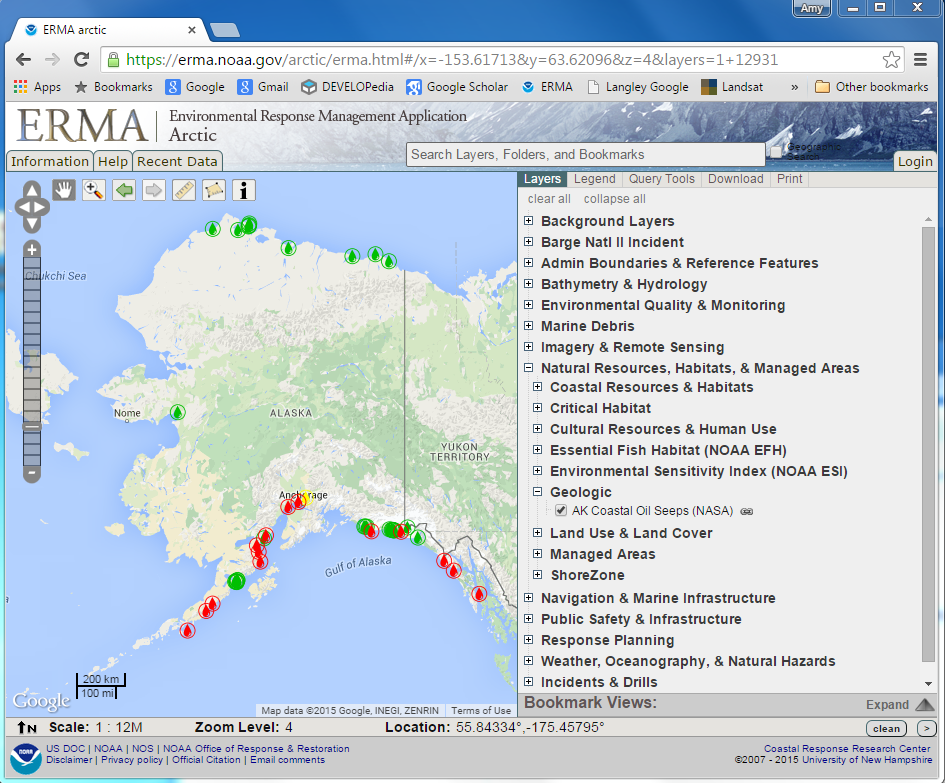 Amy
ERMA arctic
https://erma.noaa.gov/arctic/erma.html#/x=-153.61713&y=63.62096&z=4&layers=1+12931
Apps Bookmarks Google Gmail DEVELOPedia Google Scholar ERMA Langley Google Landsat » Other bookmarks
ERMA Environmental Response Management Application
Arctic
Search Layers, Folders, and Bookmarks
Geographic
Search
Information Help Recent Data
Login
Layers Legend Query Tools Download Print
clear all collapse all
Background Layers
Barge Natl II Incident
Admin Boundaries & Reference Features
Bathymetry & Hydrology
Environmental Quality & Monitoring
Marine Debris
Imagery & Remote Sensing
Natural Resources, Habitats, & Managed Areas
Coastal Resources & Habitats
Critical Habitat
Cultural Resources & Human Use
Essential Fish Habitat (NOAA EFH)
Environmental Sensitivity Index (NOAA ESI)
Geologic
AK Coastal Oil Seeps (NASA)
Land Use & Land Cover
Managed Areas
ShoreZone
Navigation & Marine Infrastructure
Public Safety & Infrastructure
Response Planning
Weather, Oceanography, & Natural Hazards
Incidents & Drills
Bookmark Views:
Expand
Chukchi Sea
Nome
ALASKA
YUKON
TERRITORY
Anchorage
Gulf of Alaska
200 km
100 mi
Google
Map data ©2015 Google, INEGI, ZENRIN Terms of Use
N Scale: 1 : 12M Zoom Level: 4 Location: 55.84334°,-175.45795°
clean >
NOAA
US DOC | NOAA | NOS | NOAA Office of Response & Restoration
Disclaimer | Privacy policy | Official Citation | Email comments
Coastal Response Research Center
©2007 - 2015 University of New Hampshire